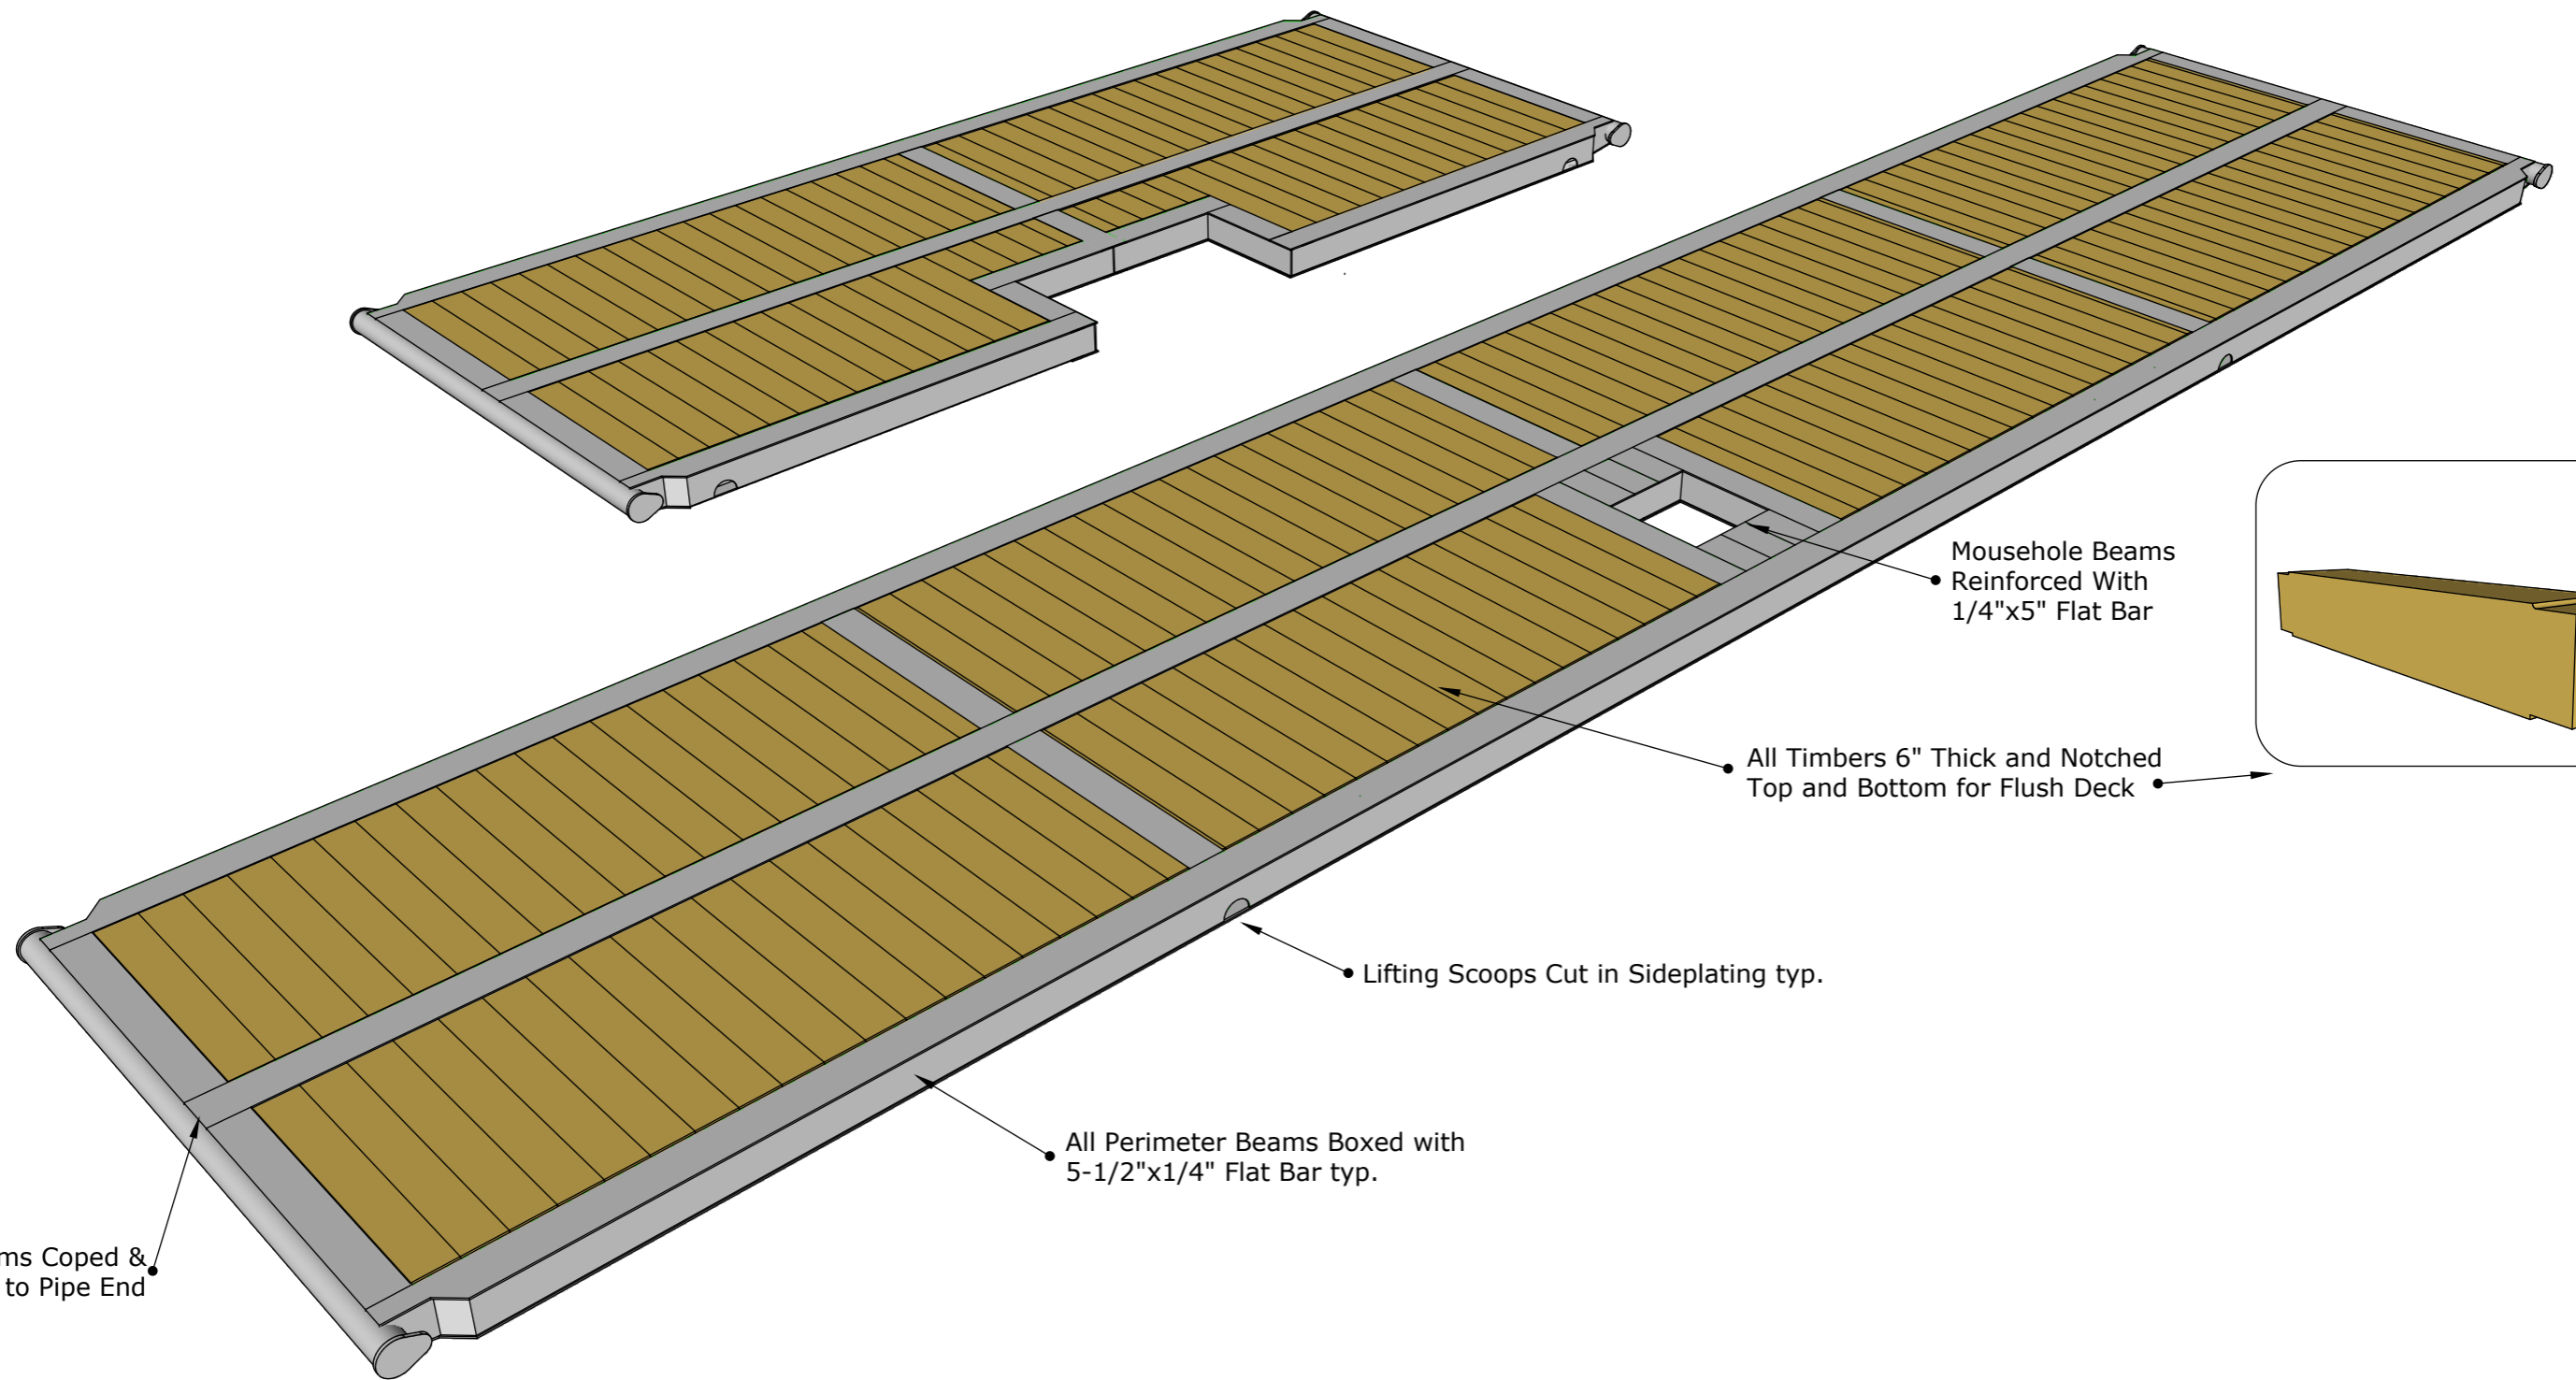 Mousehole Beams
Reinforced With
1/4"x5" Flat Bar
All Timbers 6" Thick and Notched
Top and Bottom for Flush Deck
Lifting Scoops Cut in Sideplating typ.
All Perimeter Beams Boxed with
5-1/2"x1/4" Flat Bar typ.
Coped &
to Pipe End